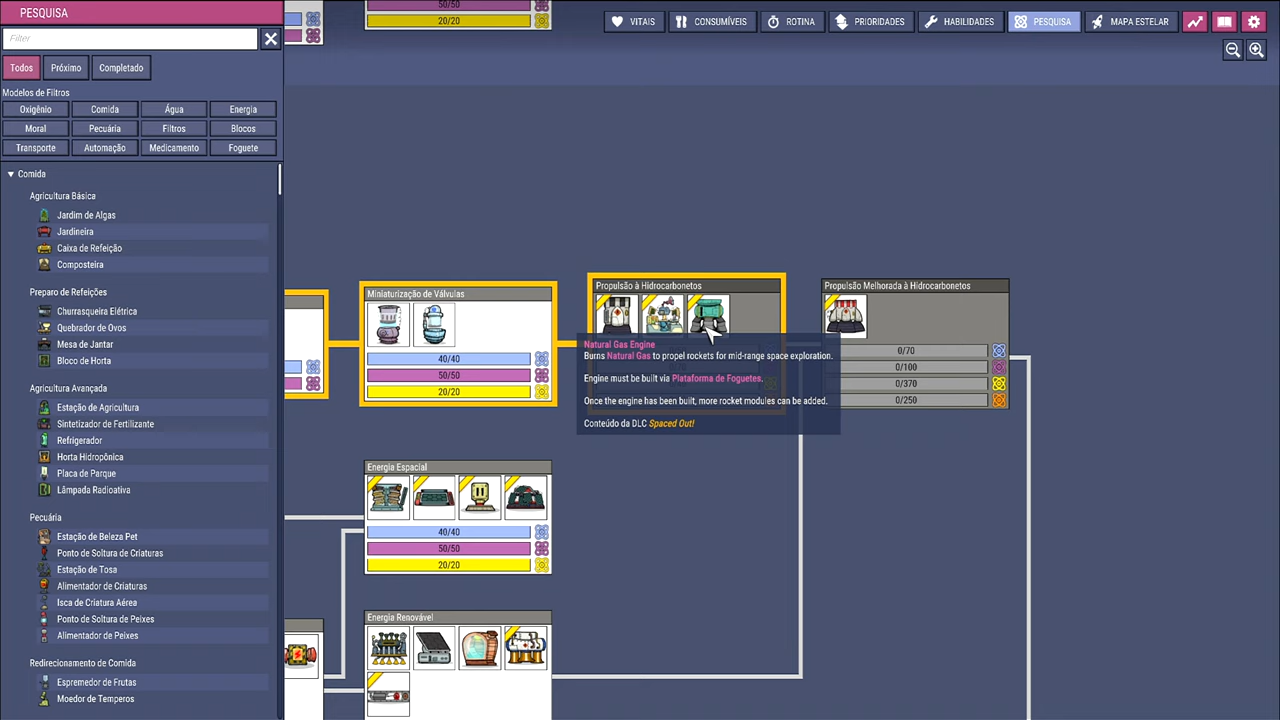 PESQUISA
Filter
Todos
Próximo
Completado
Modelos de Filtros
Oxigênio
Comida
Água
Energia
Moral
Pecuária
Filtros
Blocos
Transporte
Automação
Medicamento
Foguete
Comida
Agricultura Básica
Jardim de Algas
Jardineira
Caixa de Refeição
Composteira
Preparo de Refeições
Churrasqueira Elétrica
Quebrador de Ovos
Mesa de Jantar
Bloco de Horta
Agricultura Avançada
Estação de Agricultura
Sintetizador de Fertilizante
Refrigerador
Horta Hidropônica
Placa de Parque
Lâmpada Radioativa
Pecuária
Estação de Beleza Pet
Ponto de Soltura de Criaturas
Estação de Tosa
Alimentador de Criaturas
Isca de Criatura Aérea
Ponto de Soltura de Peixes
Alimentador de Peixes
Redirecionamento de Comida
Espremedor de Frutas
Moedor de Temperos
VITAIS
CONSUMÍVEIS
ROTINA
PRIORIDADES
HABILIDADES
PESQUISA
MAPA ESTELAR
50/50
20/20
Miniaturização de Válvulas
40/40
50/50
20/20
Propulsão à Hidrocarbonetos
Natural Gas Engine
Burns Natural Gas to propel rockets for mid-range space exploration.
Engine must be built via Plataforma de Foguetes.
Once the engine has been built, more rocket modules can be added.
Conteúdo da DLC Spaced Out!
Propulsão Melhorada à Hidrocarbonetos
0/70
0/100
0/370
0/250
Energia Espacial
40/40
50/50
20/20
Energia Renovável